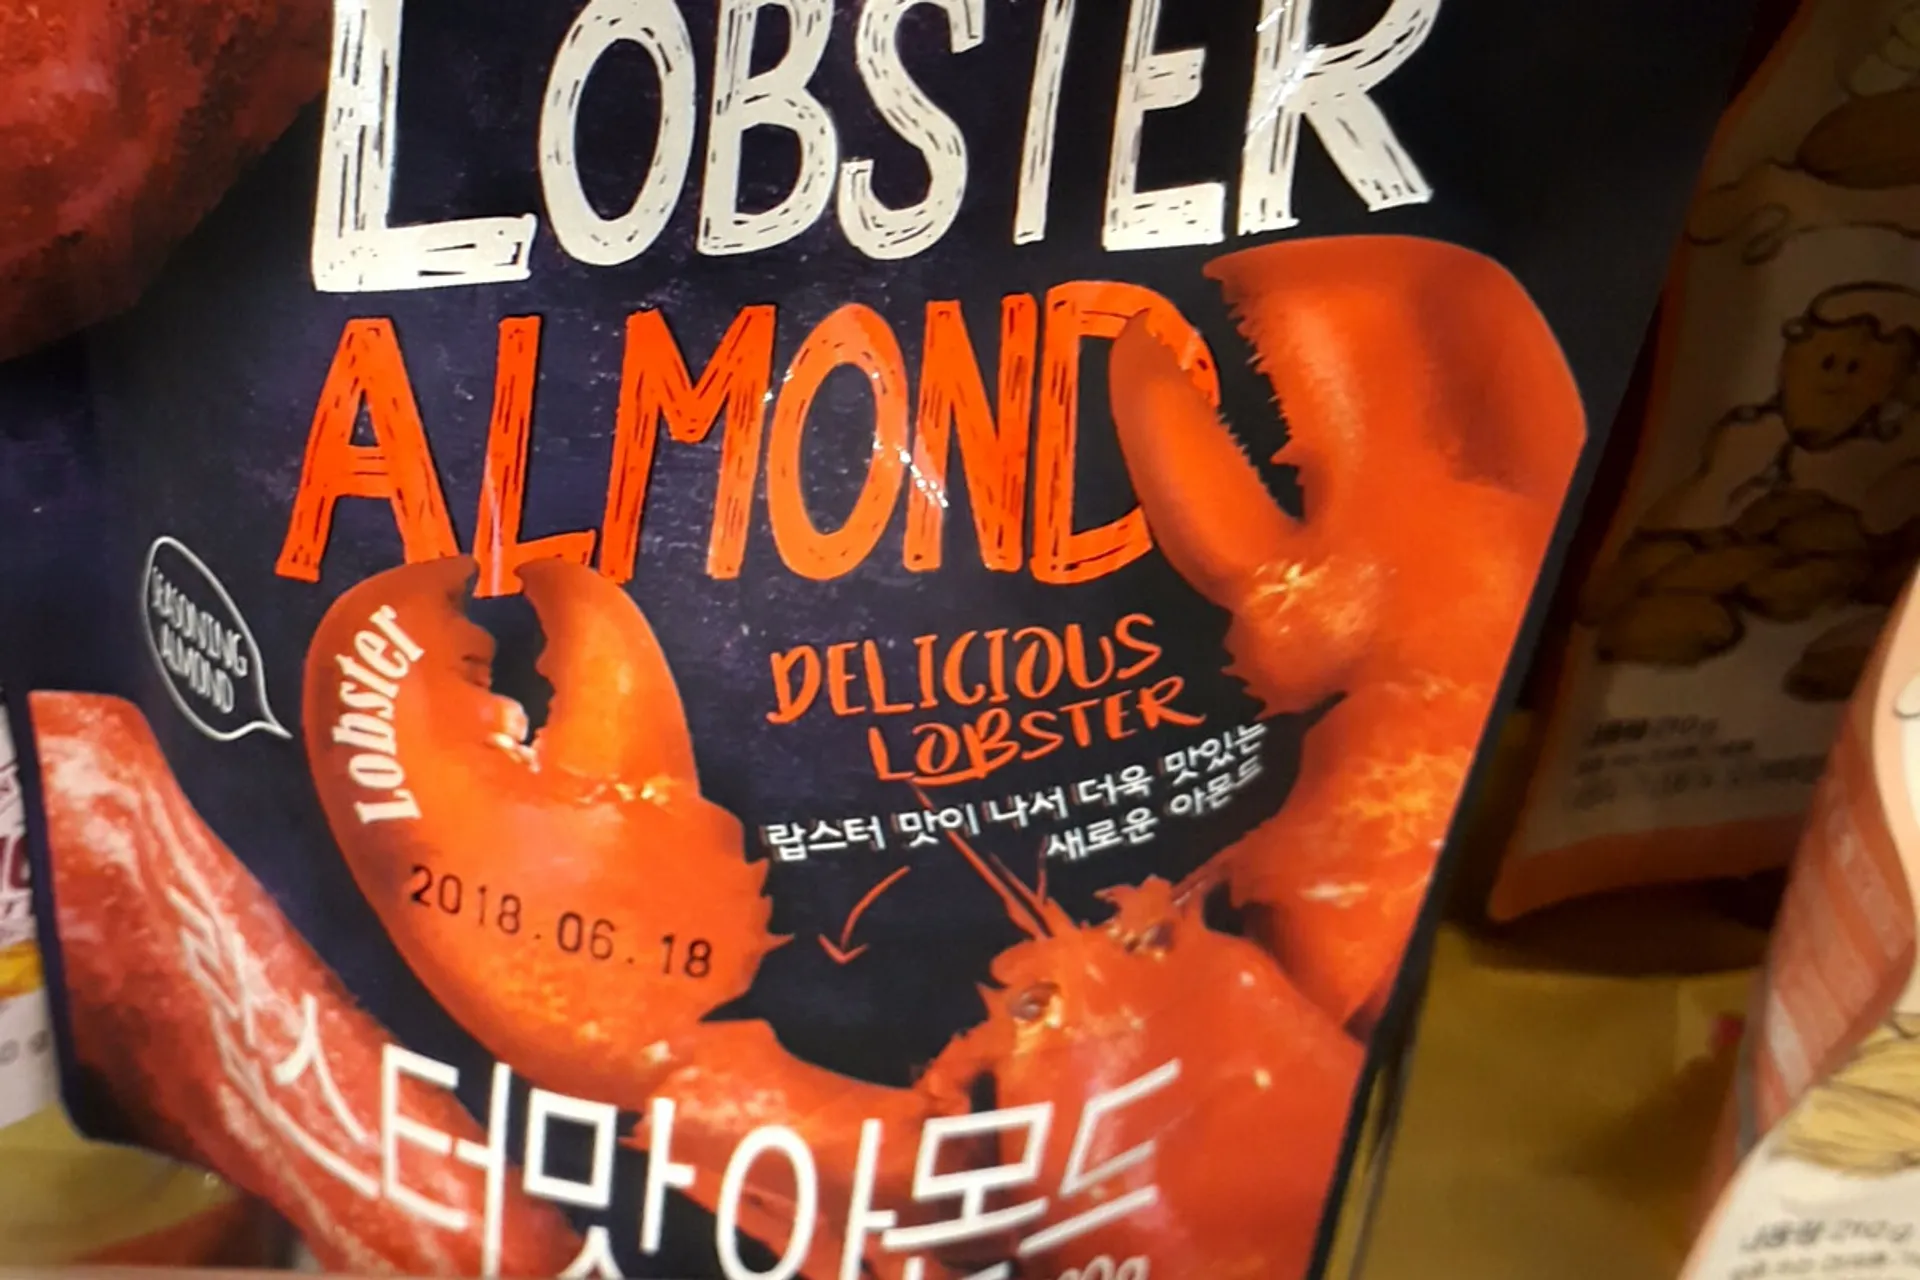 LOBSTER
ALMOND
SEASONING
ALMOND
Lobster
DELICIOUS
LOBSTER
랍스터 맛이 나서 더욱 맛있는
새로운 아몬드
2018.06.18
랍스터맛 아몬드